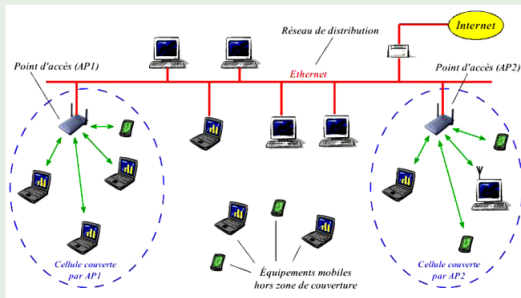 Internet
Réseau de distribution
Point d'accès (AP1)
Ethernet
Point d'accès (AP2)
Cellule couverte
par AP1
Équipements mobiles
hors zone de couverture
Cellule couverte
par AP2